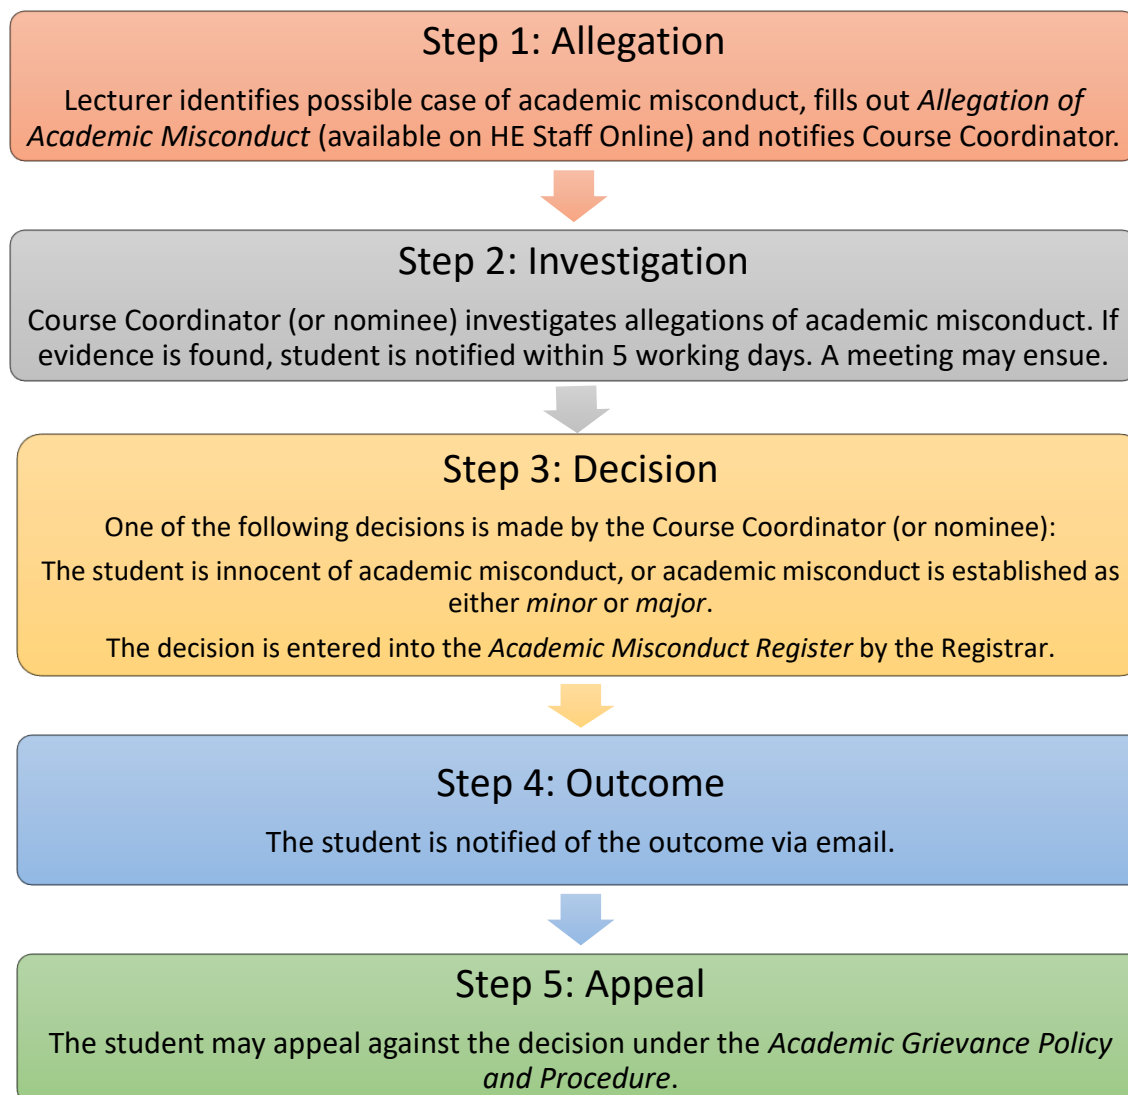 Step 1: Allegation
Lecturer identifies possible case of academic misconduct, fills out Allegation of
Academic Misconduct (available on HE Staff Online) and notifies Course Coordinator.
Step 2: Investigation
Course Coordinator (or nominee) investigates allegations of academic misconduct. If
evidence is found, student is notified within 5 working days. A meeting may ensue.
Step 3: Decision
One of the following decisions is made by the Course Coordinator (or nominee):
The student is innocent of academic misconduct, or academic misconduct is established as
either minor or major.
The decision is entered into the Academic Misconduct Register by the Registrar.
Step 4: Outcome
The student is notified of the outcome via email.
Step 5: Appeal
The student may appeal against the decision under the Academic Grievance Policy
and Procedure.